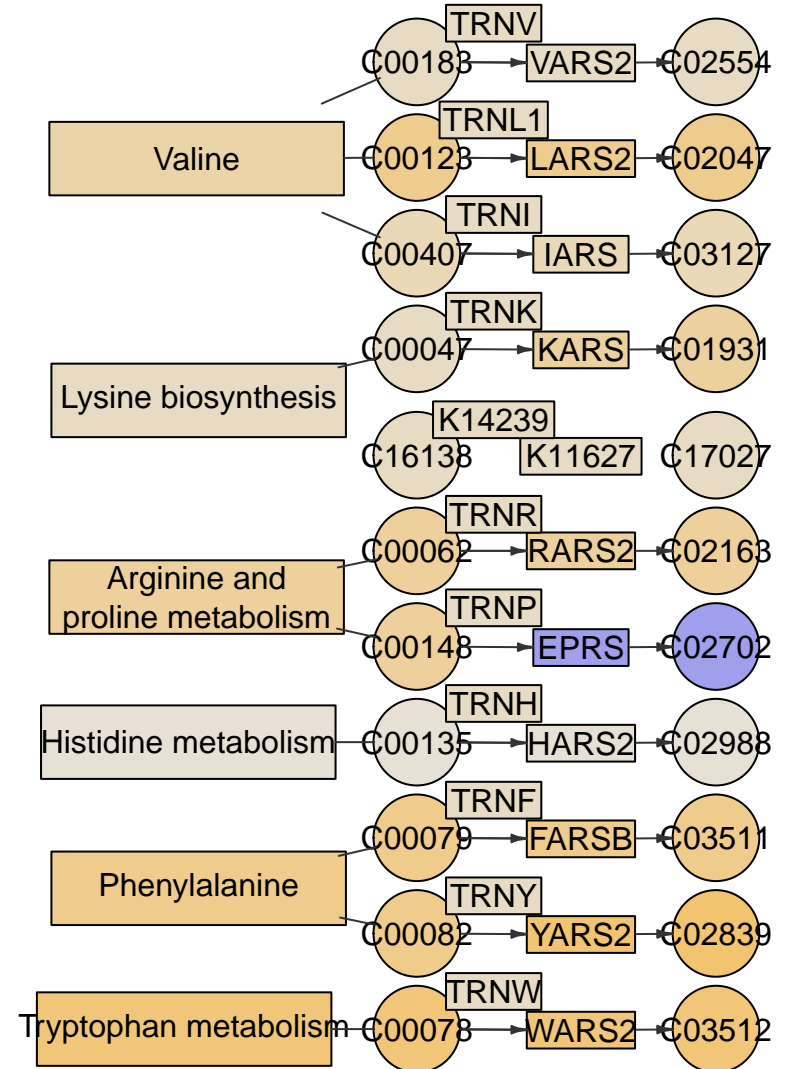 TRNV
C00183
VARS2
C02554
Valine
TRNL1
C00123
LARS2
C02047
TRNI
C00407
IARS
C03127
TRNK
C00047
KARS
C01931
Lysine biosynthesis
K14239
C16138
K11627
C17027
TRNR
C00062
RARS2
C02163
Arginine and
proline metabolism
TRNP
C00148
EPRS
C02702
TRNH
Histidine metabolism
C00135
HARS2
C02988
TRNF
C00079
FARSB
C03511
Phenylalanine
TRNY
C00082
YARS2
C02839
TRNW
Tryptophan metabolism
C00078
WARS2
C03512